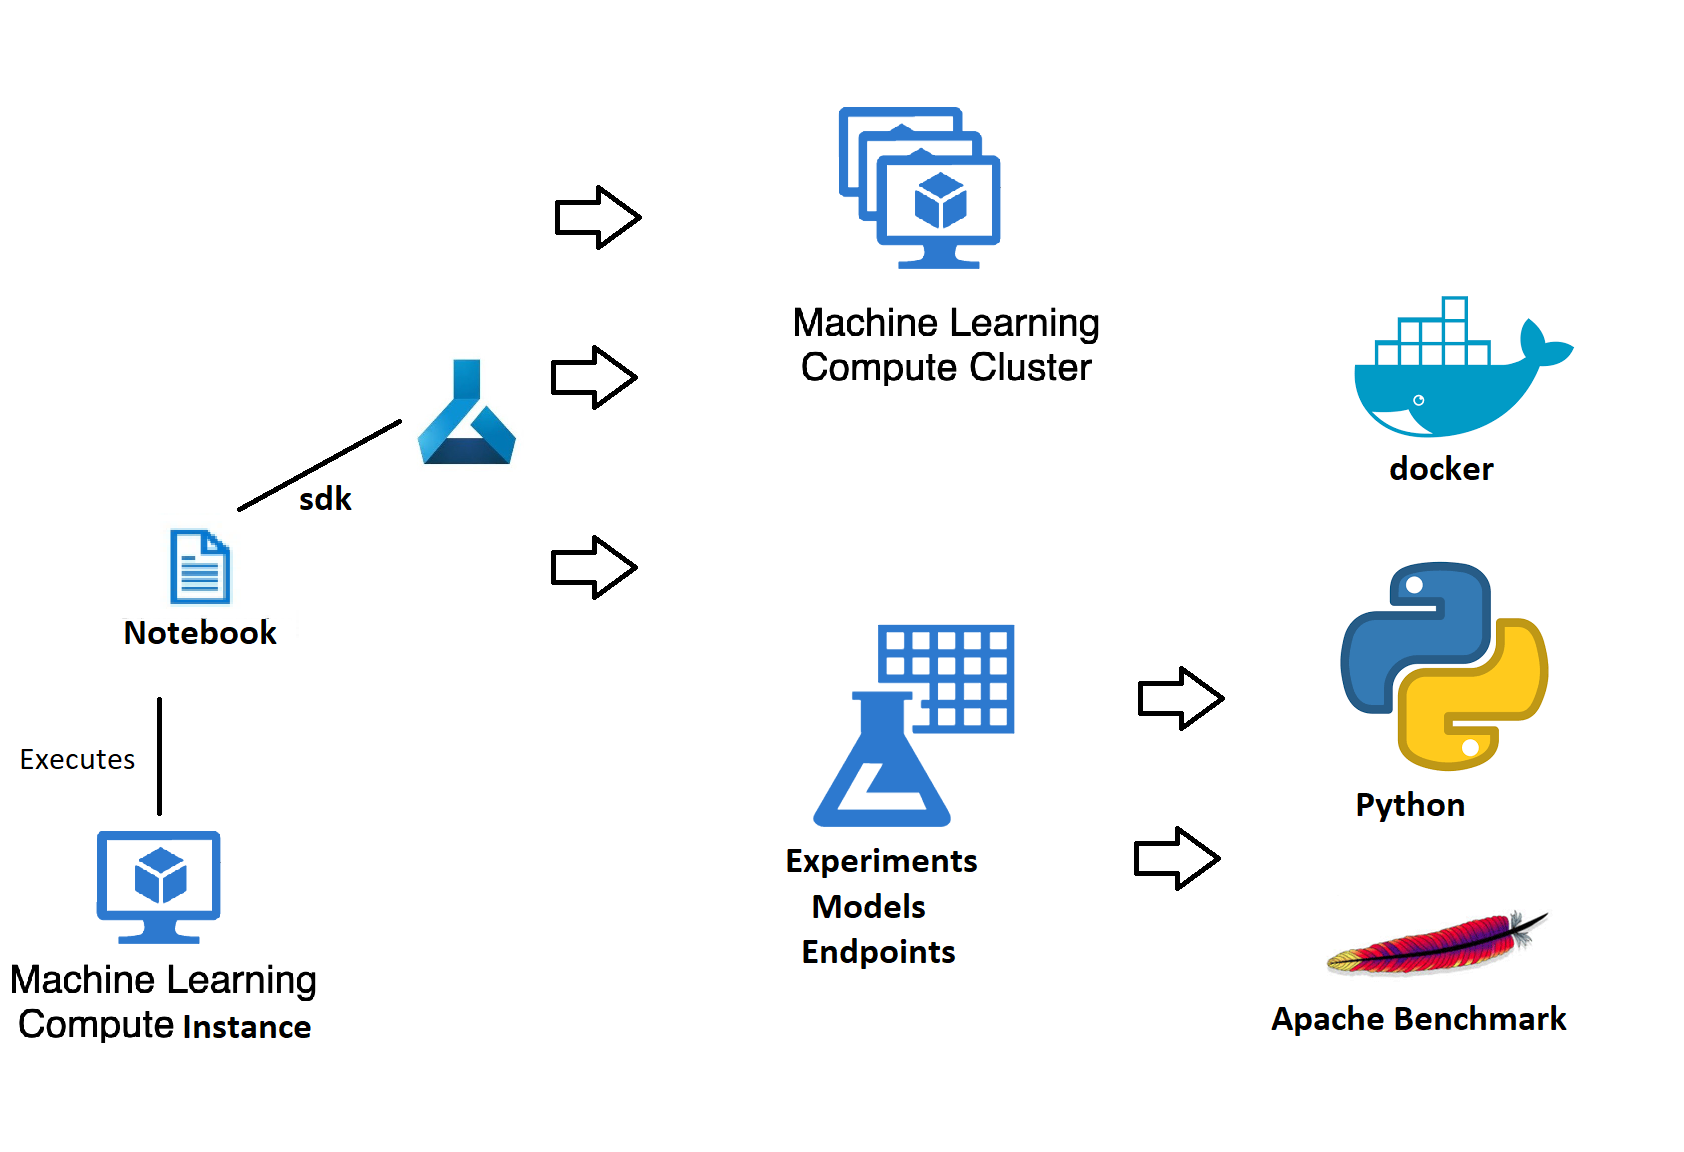 Machine Learning
Compute Cluster
docker
sdk
Notebook
Executes
Python
Experiments
Models
Endpoints
Machine Learning
Compute Instance
Apache Benchmark